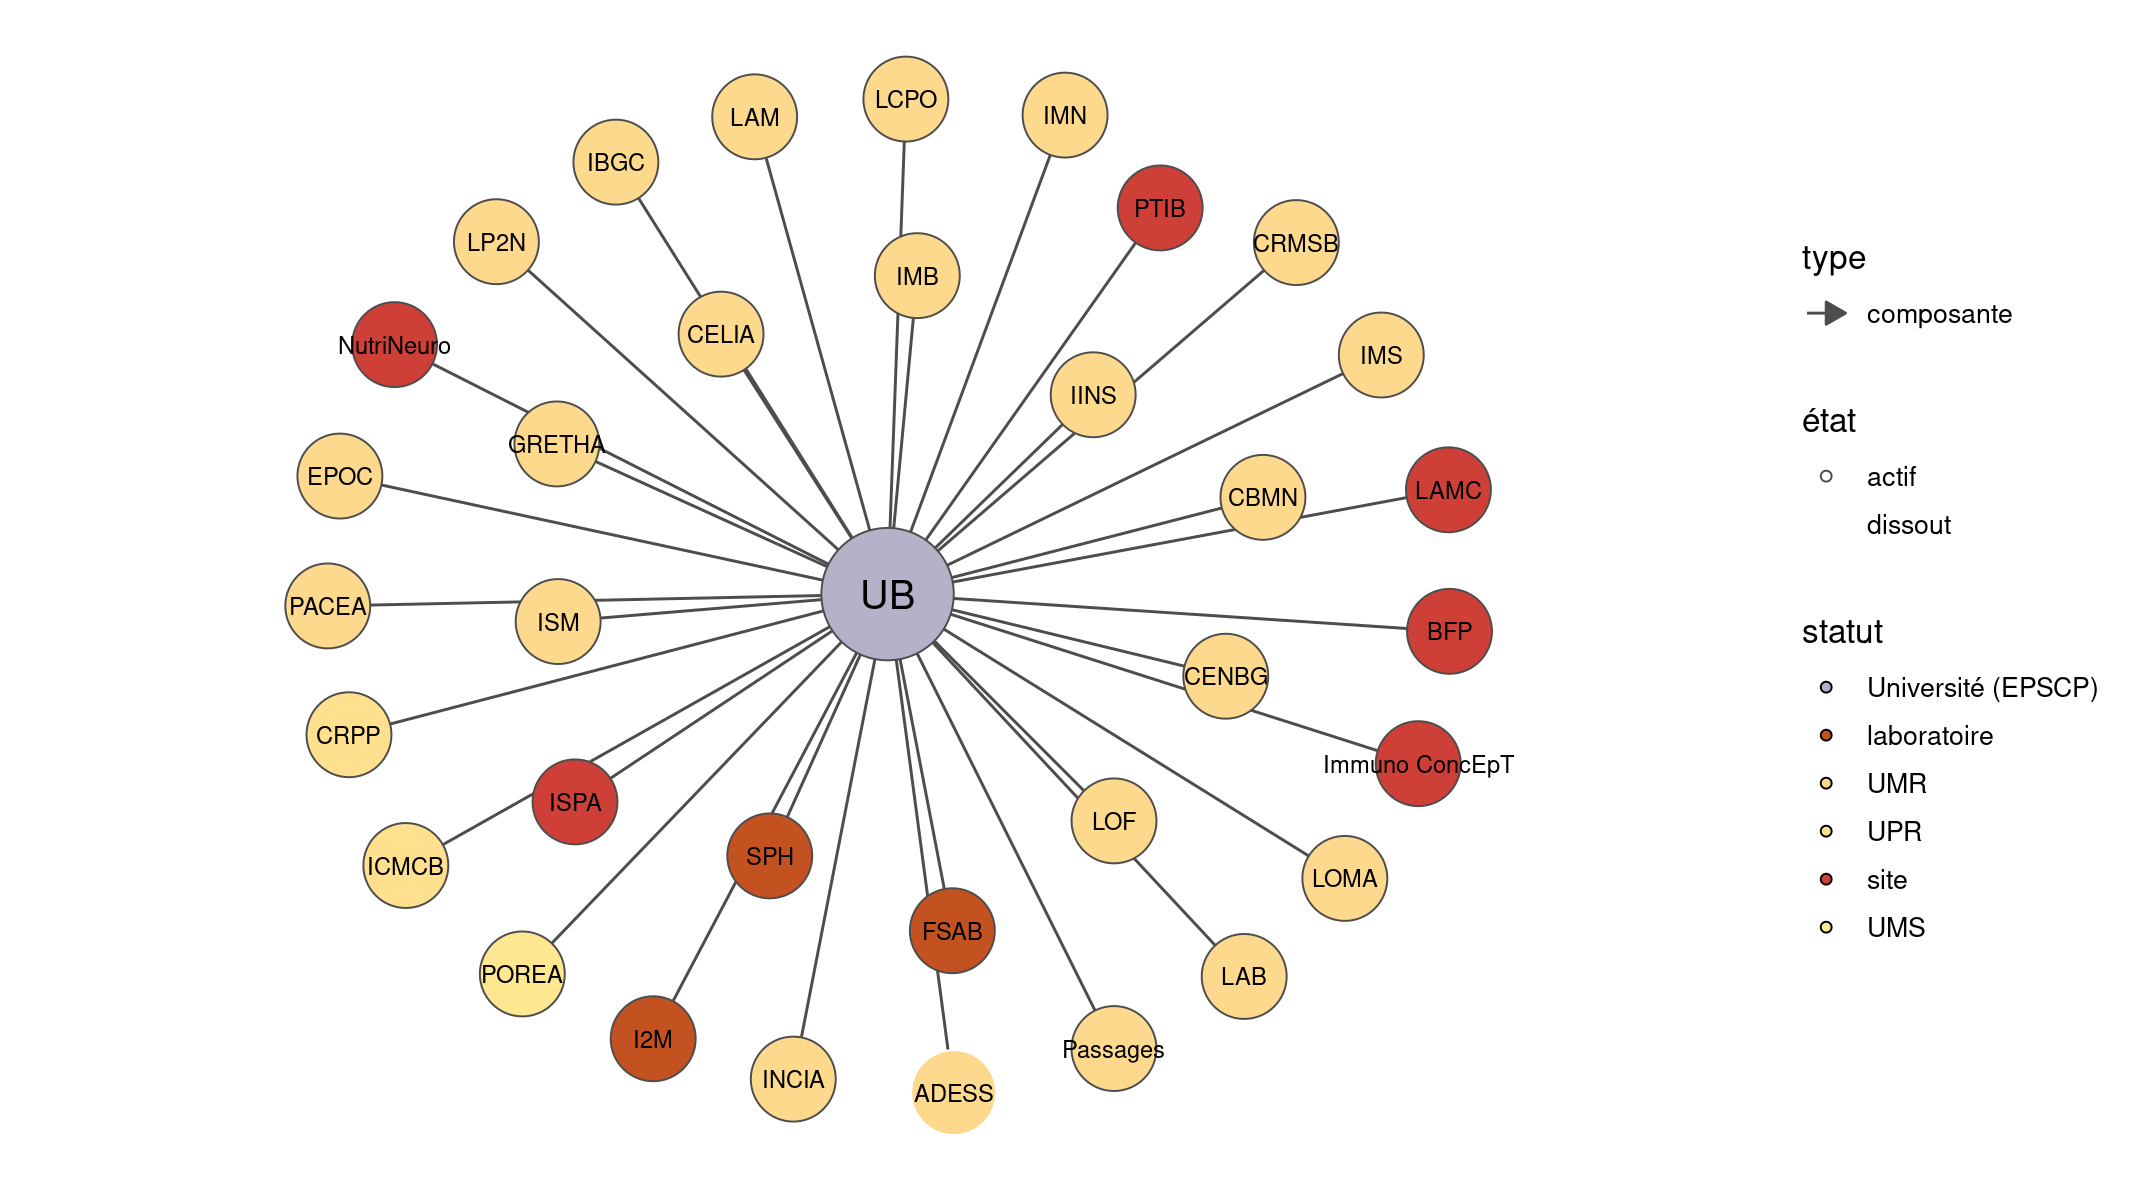 LCPO
LAM
IMN
IBGC
PTIB
LP2N
CRMSB
IMB
CELIA
NutriNeuro
IMS
IINS
GRETHA
EPOC
CBMN
LAMC
UB
PACEA
ISM
BFP
CENBG
CRPP
Immuno ConcEpT
ISPA
LOF
SPH
ICMCB
LOMA
FSAB
POREA
LAB
I2M
Passages
INCIA
ADESS
type
composante
état
actif
dissout
statut
Université (EPSCP)
laboratoire
UMR
UPR
site
UMS